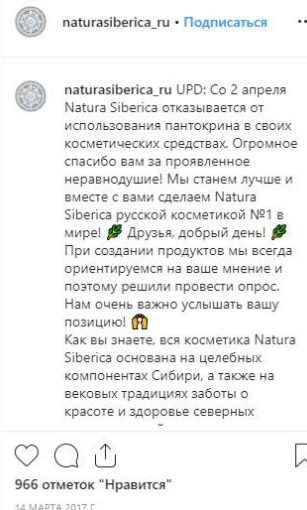 naturasiberica_ru • Подписаться
naturasiberica_ru UPD: Со 2 апреля
Natura Siberica отказывается от
использования пантокрина в своих
косметических средствах. Огромное
спасибо вам за проявленное
неравнодушие! Мы станем лучше и
вместе с вами сделаем Natura
Siberica русской косметикой №1 в
мире! 🌿 Друзья, добрый день! 🌿
При создании продуктов мы всегда
ориентируемся на ваше мнение и
поэтому решили провести опрос.
Нам очень важно услышать вашу
позицию! 🙌
Как вы знаете, вся косметика Natura
Siberica основана на целебных
компонентах Сибири, а также на
вековых традициях заботы о
красоте и здоровье северных
966 отметок "Нравится"
14 МАРТА 2017 Г.